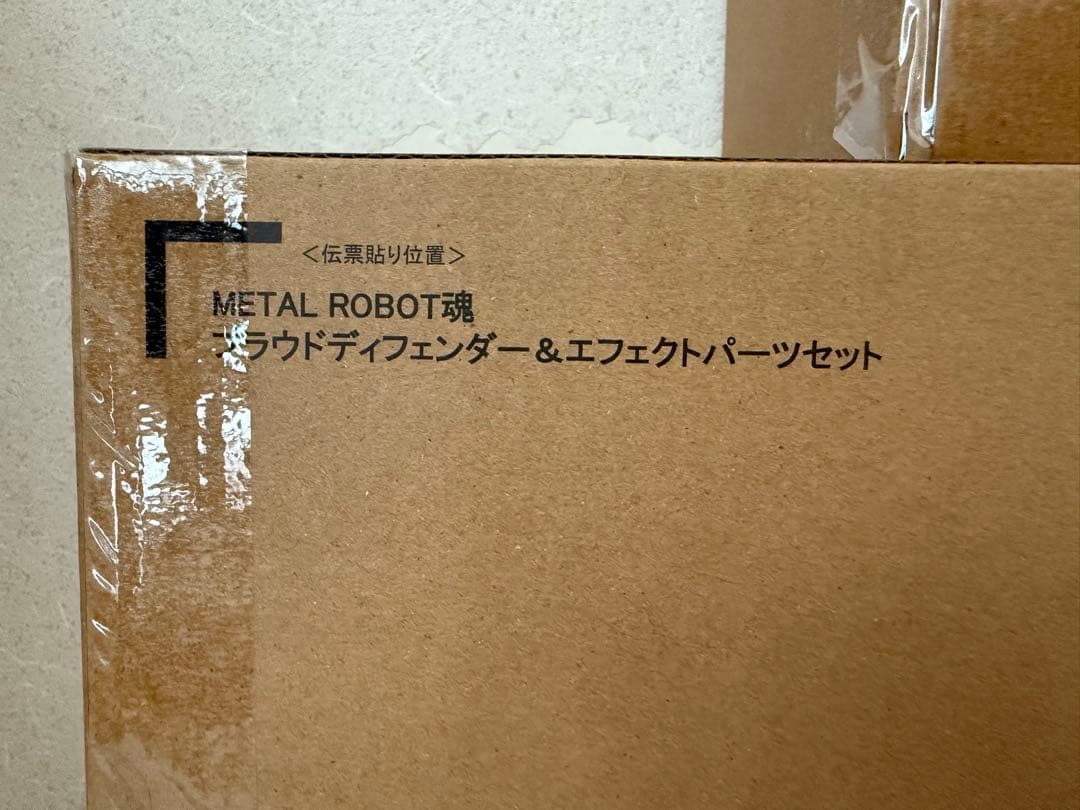 ＜伝票貼り位置＞
METAL ROBOT魂
プラウドディフェンダー＆エフェクトパーツセット